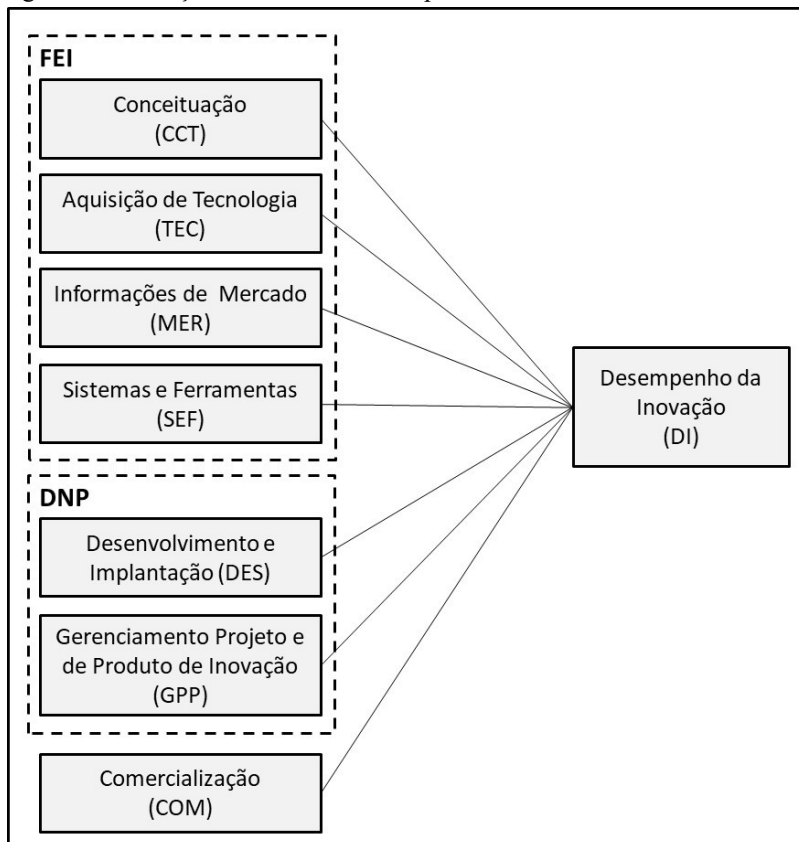 FEI
Conceituação
(CCT)
Aquisição de Tecnologia
(TEC)
Informações de Mercado
(MER)
Sistemas e Ferramentas
(SEF)
Desempenho da
Inovação
(DI)
DNP
Desenvolvimento e
Implantação (DES)
Gerenciamento Projeto e
de Produto de Inovação
(GPP)
Comercialização
(COM)